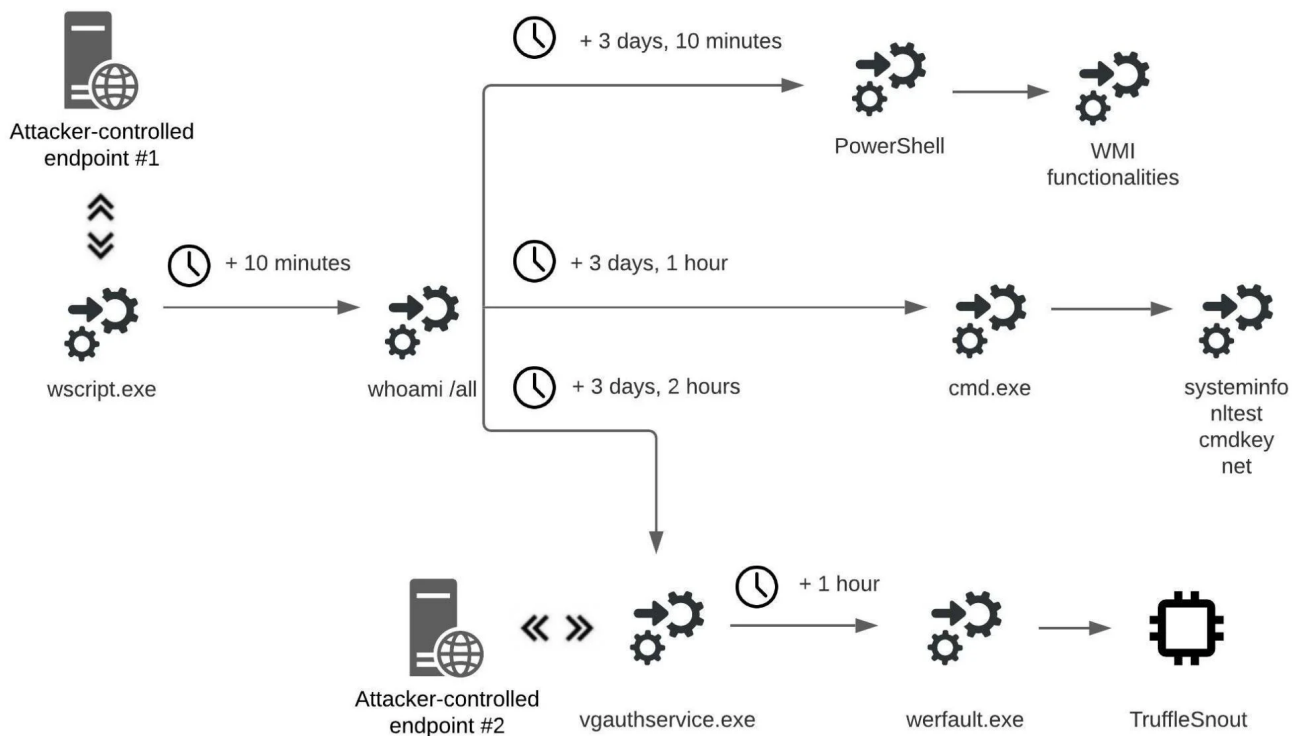 + 3 days, 10 minutes
Attacker-controlled
endpoint #1
PowerShell
WMI
functionalities
+ 10 minutes
+ 3 days, 1 hour
wscript.exe
whoami /all
+ 3 days, 2 hours
cmd.exe
systeminfo
nltest
cmdkey
net
+ 1 hour
Attacker-controlled
endpoint #2
vgauthservice.exe
werfault.exe
TruffleSnout